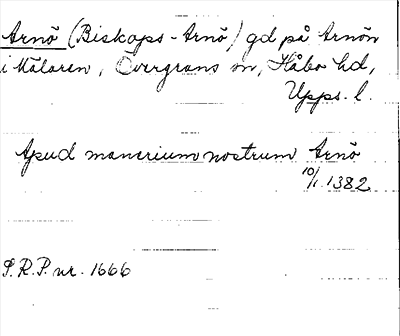 Arnö (Biskops-Arnö) gd på Arnön
i Mälaren, Övergrans sn, Håbo hd,
Upps. l.
Apud manerium nostrum Arnö
10/1 1382
S.R.P. nr. 1666